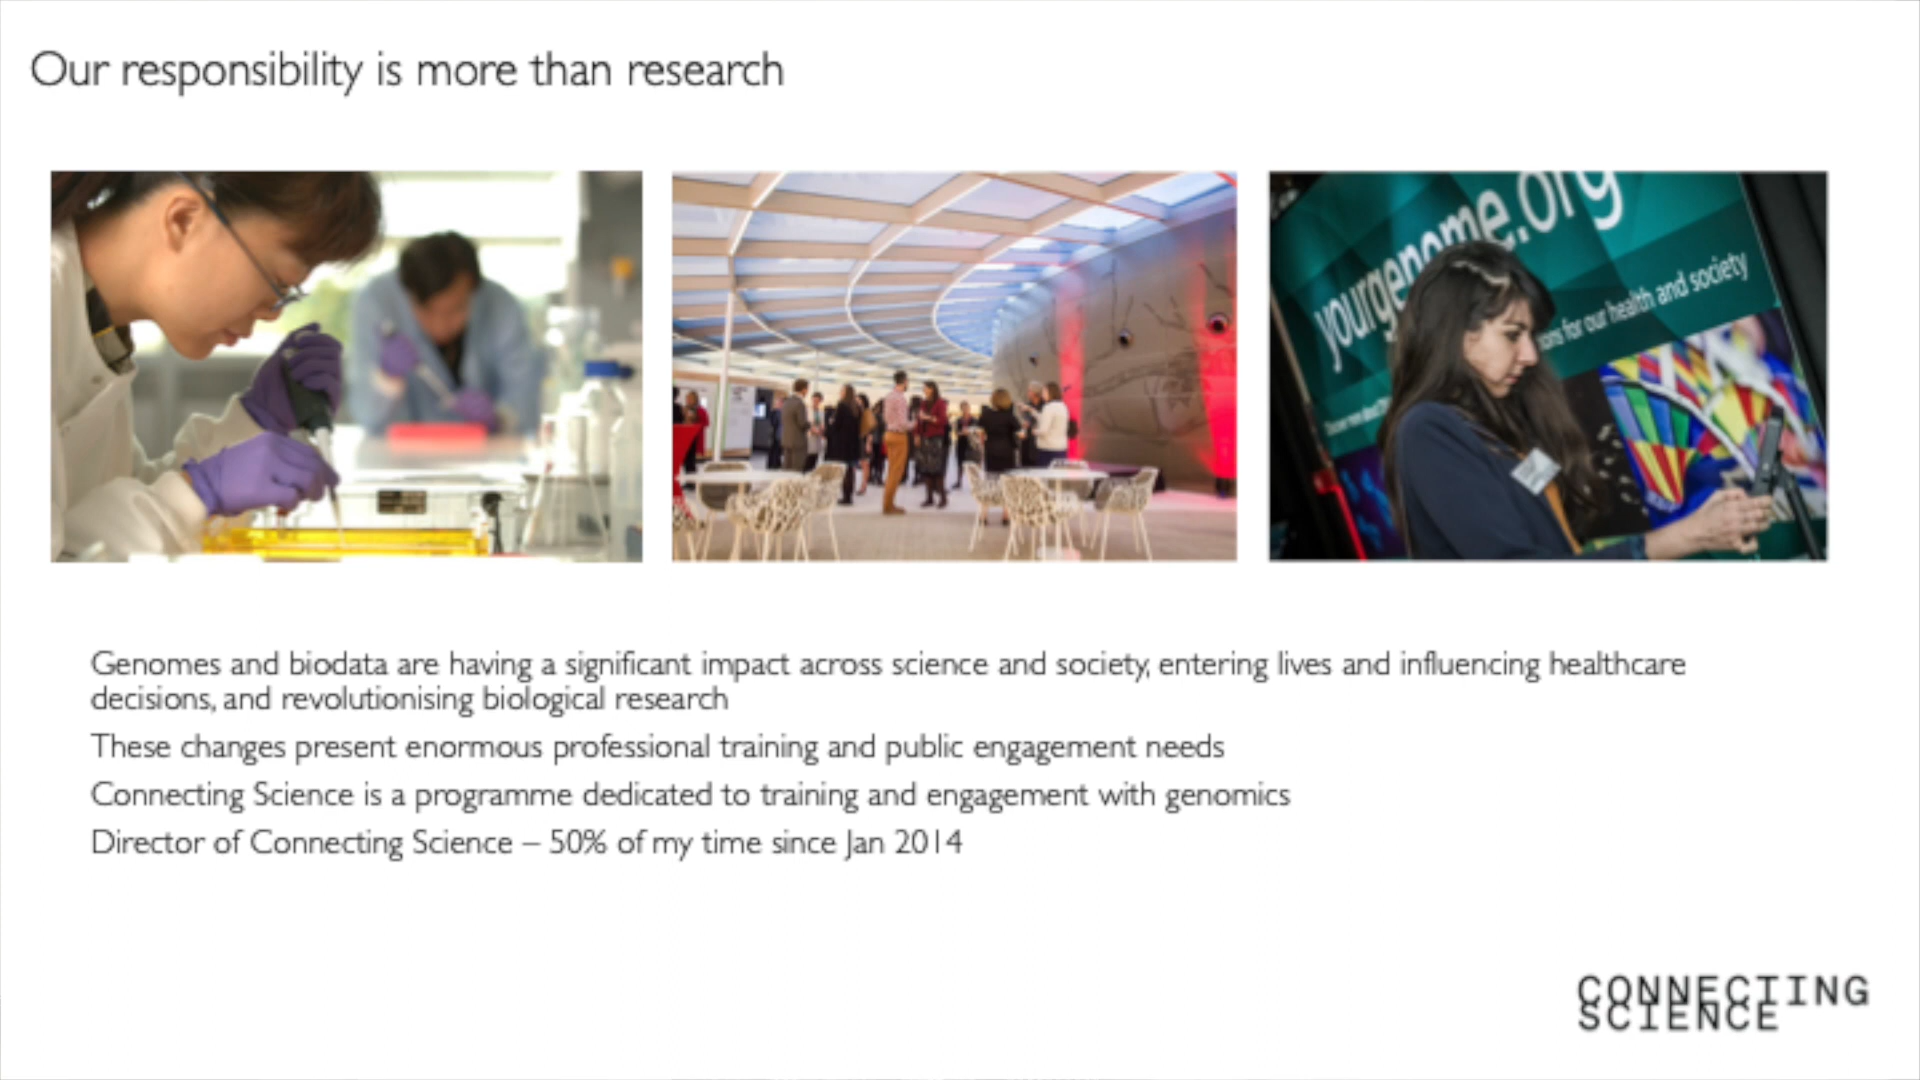 Our responsibility is more than research
yourgenome.org
ions for our health and society
Genomes and biodata are having a significant impact across science and society, entering lives and influencing healthcare
decisions, and revolutionising biological research
These changes present enormous professional training and public engagement needs
Connecting Science is a programme dedicated to training and engagement with genomics
Director of Connecting Science – 50% of my time since Jan 2014
CONNECTING
SCIENCE